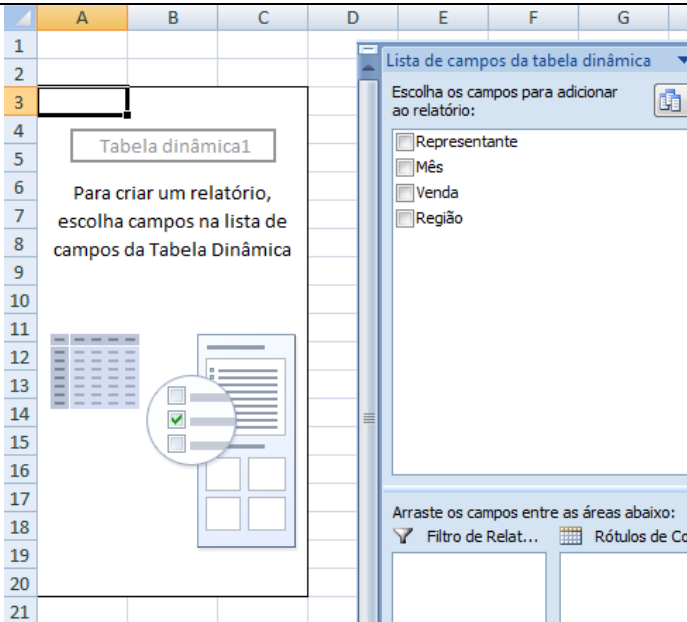 A B C D E F G
1
2
3
4
5
6
7
8
9
10
11
12
13
14
15
16
17
18
19
20
21
Tabela dinâmica1
Para criar um relatório,
escolha campos na lista de
campos da Tabela Dinâmica
Lista de campos da tabela dinâmica
Escolha os campos para adicionar
ao relatório:
Representante
Mês
Venda
Região
Arraste os campos entre as áreas abaixo:
Filtro de Relat... Rótulos de Co